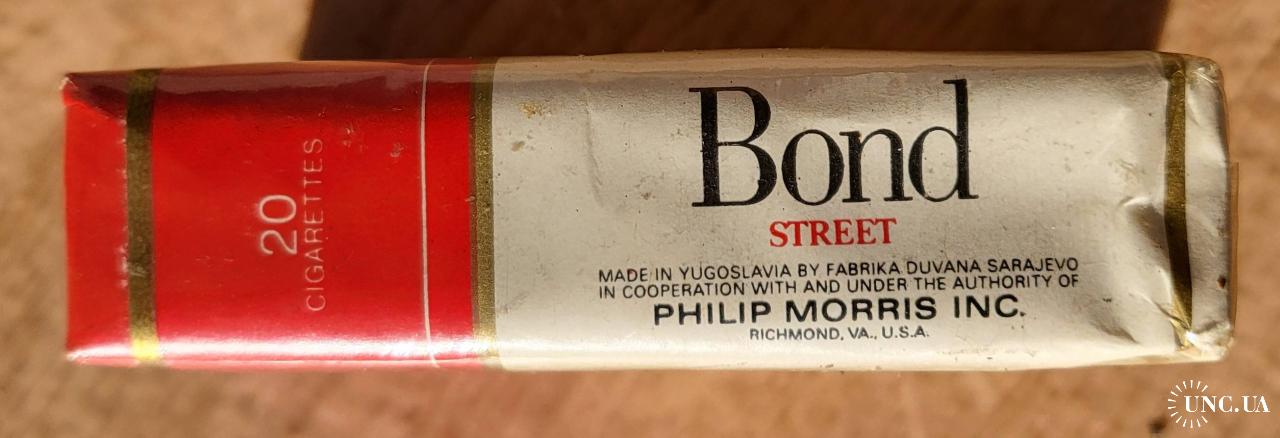 20
CIGARETTES
Bond
STREET
MADE IN YUGOSLAVIA BY FABRIKA DUVANA SARAJEVO
IN COOPERATION WITH AND UNDER THE AUTHORITY OF
PHILIP MORRIS INC.
RICHMOND, VA., U.S.A.
UNC.UA